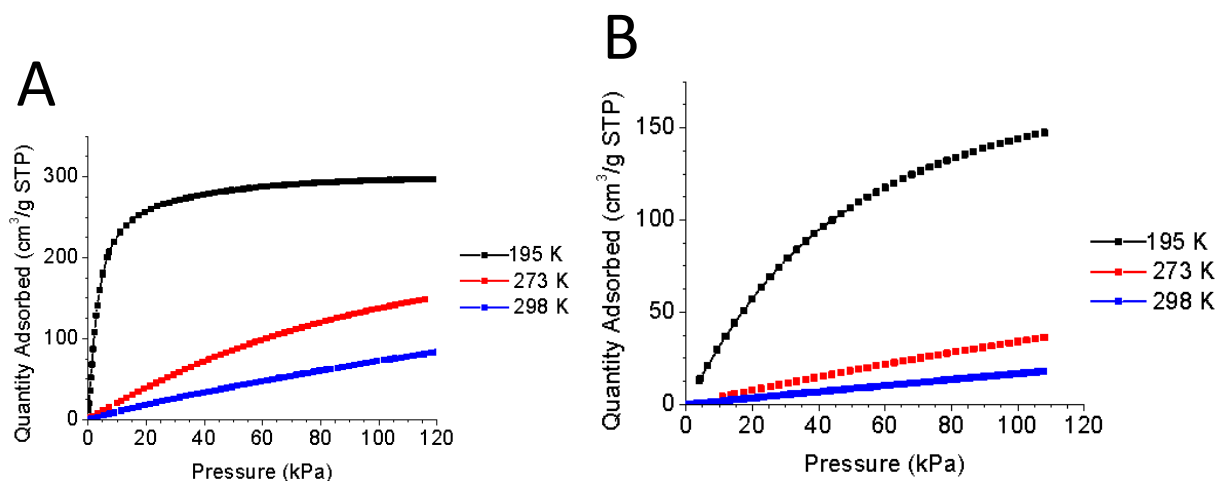 A
Quantity Adsorbed (cm³/g STP)
300
200
100
0
0 20 40 60 80 100 120
Pressure (kPa)
195 K
273 K
298 K
B
Quantity Adsorbed (cm³/g STP)
150
100
50
0
0 20 40 60 80 100 120
Pressure (kPa)
195 K
273 K
298 K